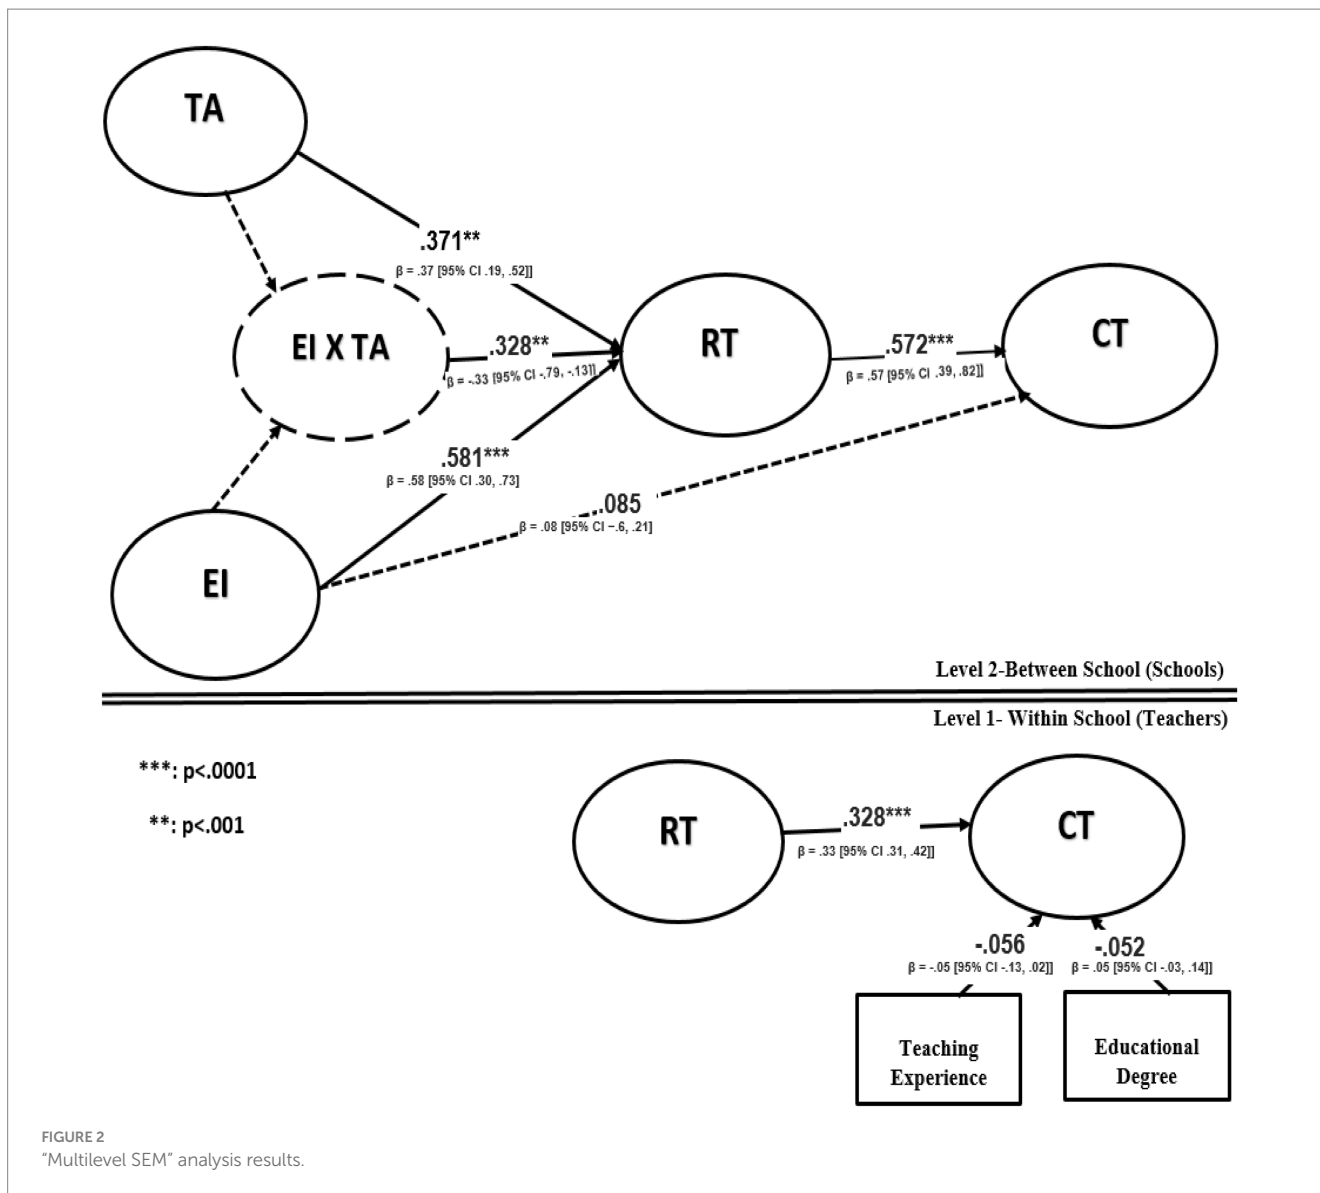 TA
.371**
β = .37 [95% CI .19, .52]]
EI X TA
.328**
β = -.33 [95% CI -.79, -.13]]
RT
.572***
β = .57 [95% CI .39, .82]]
CT
.581***
β = .58 [95% CI .30, .73]
.085
β = .08 [95% CI −.6, .21]
EI
Level 2-Between School (Schools)
Level 1- Within School (Teachers)
***: p<.0001
**: p<.001
RT
.328***
β = .33 [95% CI .31, .42]]
CT
-.056
β = -.05 [95% CI -.13, .02]]
-.052
β = .05 [95% CI -.03, .14]]
Teaching
Experience
Educational
Degree
FIGURE 2
"Multilevel SEM" analysis results.